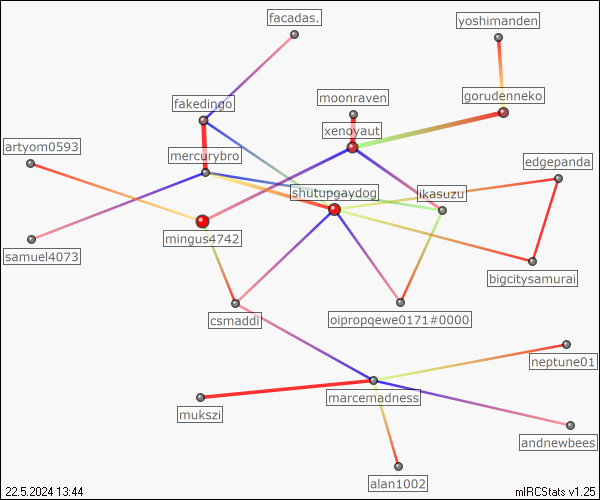 facadas.
yoshimanden
moonraven
gorudenneko
fakedingo
xenoyaut
artyom0593
mercurybro
edgepanda
shutupgaydog
ikasuzu
mingus4742
samuel4073
bigcitysamurai
csmaddi
oipropqewe0171#0000
neptune01
marcemadness
mukszi
andnewbees
alan1002
22.5.2024 13:44
mIRCStats v1.25